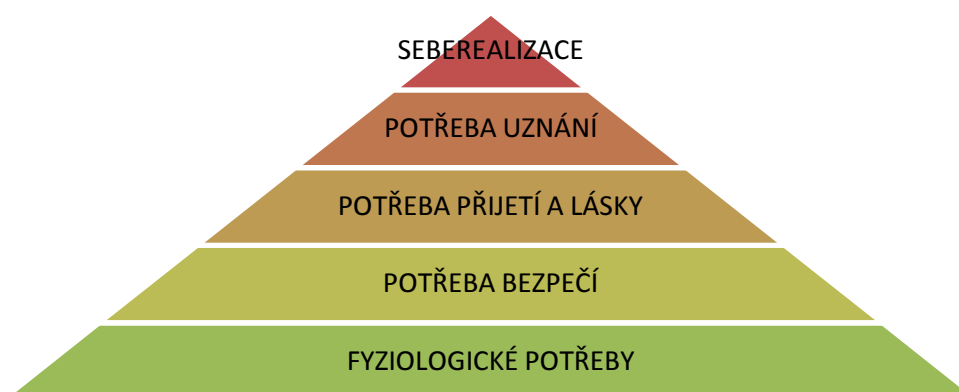 SEBEREALIZACE
POTŘEBA UZNÁNÍ
POTŘEBA PŘIJETÍ A LÁSKY
POTŘEBA BEZPEČÍ
FYZIOLOGICKÉ POTŘEBY